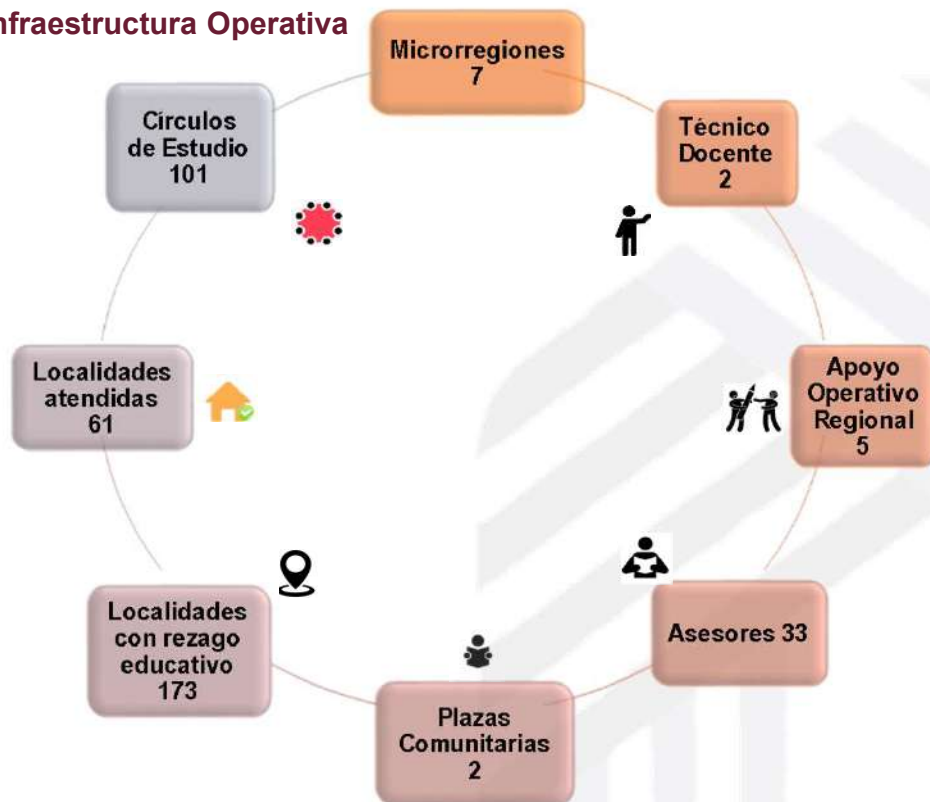 nfraestructura Operativa
Microrregiones
7
Técnico
Docente
2
Apoyo
Operativo
Regional
5
Asesores 33
Plazas
Comunitarias
2
Localidades
con rezago
educativo
173
Localidades
atendidas
61
Círculos
de Estudio
101